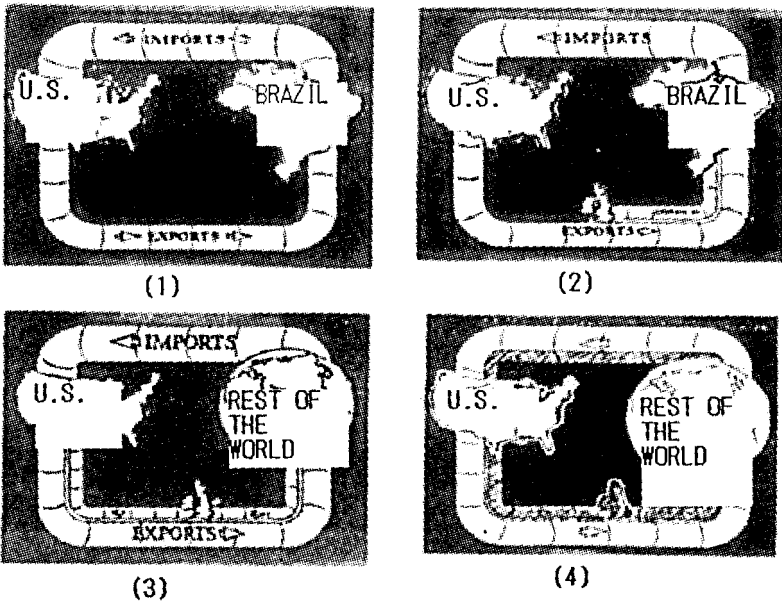 IMPORTS
U.S.
BRAZIL
EXPORTS
(1)
IMPORTS
U.S.
BRAZIL
EXPORTS
(2)
IMPORTS
U.S.
REST OF
THE
WORLD
EXPORTS
(3)
U.S.
REST OF
THE
WORLD
(4)